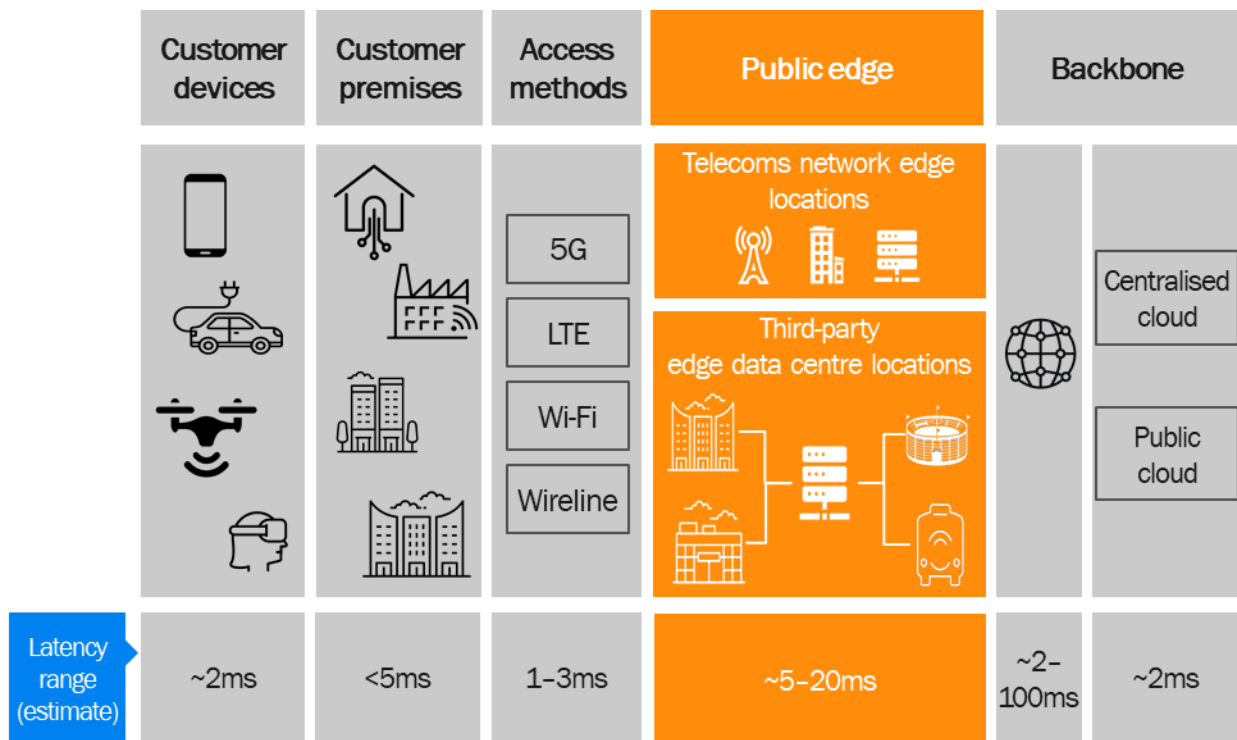 Customer
devices
Customer
premises
Access
methods
Public edge
Backbone
Telecoms network edge
locations
5G
LTE
Wi-Fi
Wireline
Third-party
edge data centre locations
Centralised
cloud
Public
cloud
Latency
range
(estimate)
~2ms
<5ms
1–3ms
~5–20ms
~2–
100ms
~2ms